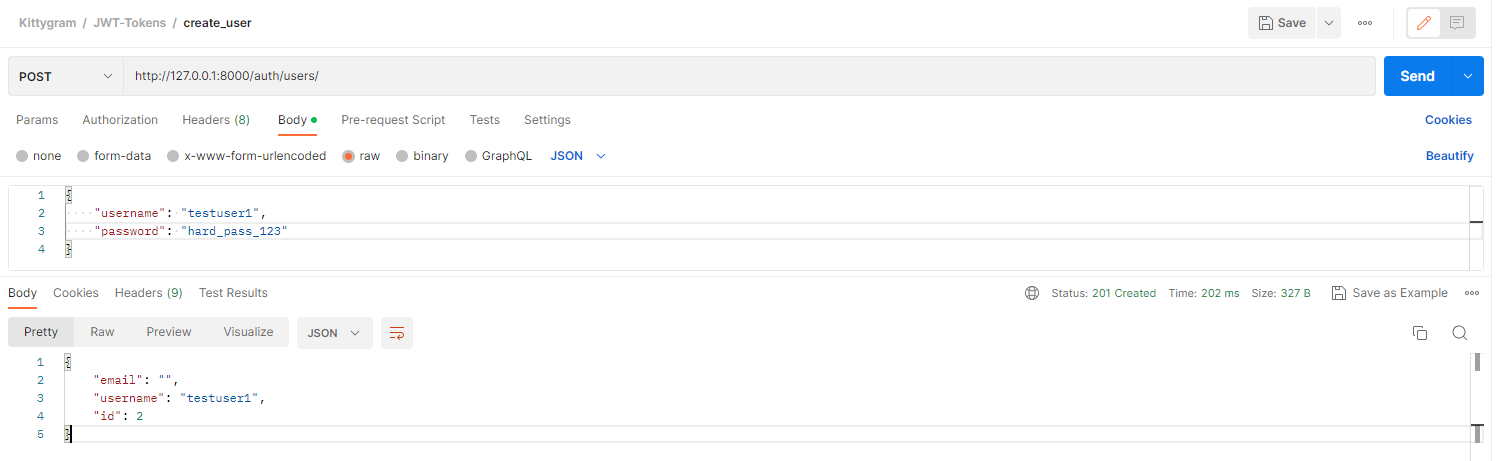 Kittygram / JWT-Tokens / create_user
Save
POST http://127.0.0.1:8000/auth/users/ Send
Params Authorization Headers (8) Body Pre-request Script Tests Settings Cookies
none form-data x-www-form-urlencoded raw binary GraphQL JSON Beautify
1 {
2 "username": "testuser1",
3 "password": "hard_pass_123"
4 }
Body Cookies Headers (9) Test Results Status: 201 Created Time: 202 ms Size: 327 B Save as Example
Pretty Raw Preview Visualize JSON
1 {
2 "email": "",
3 "username": "testuser1",
4 "id": 2
5 }